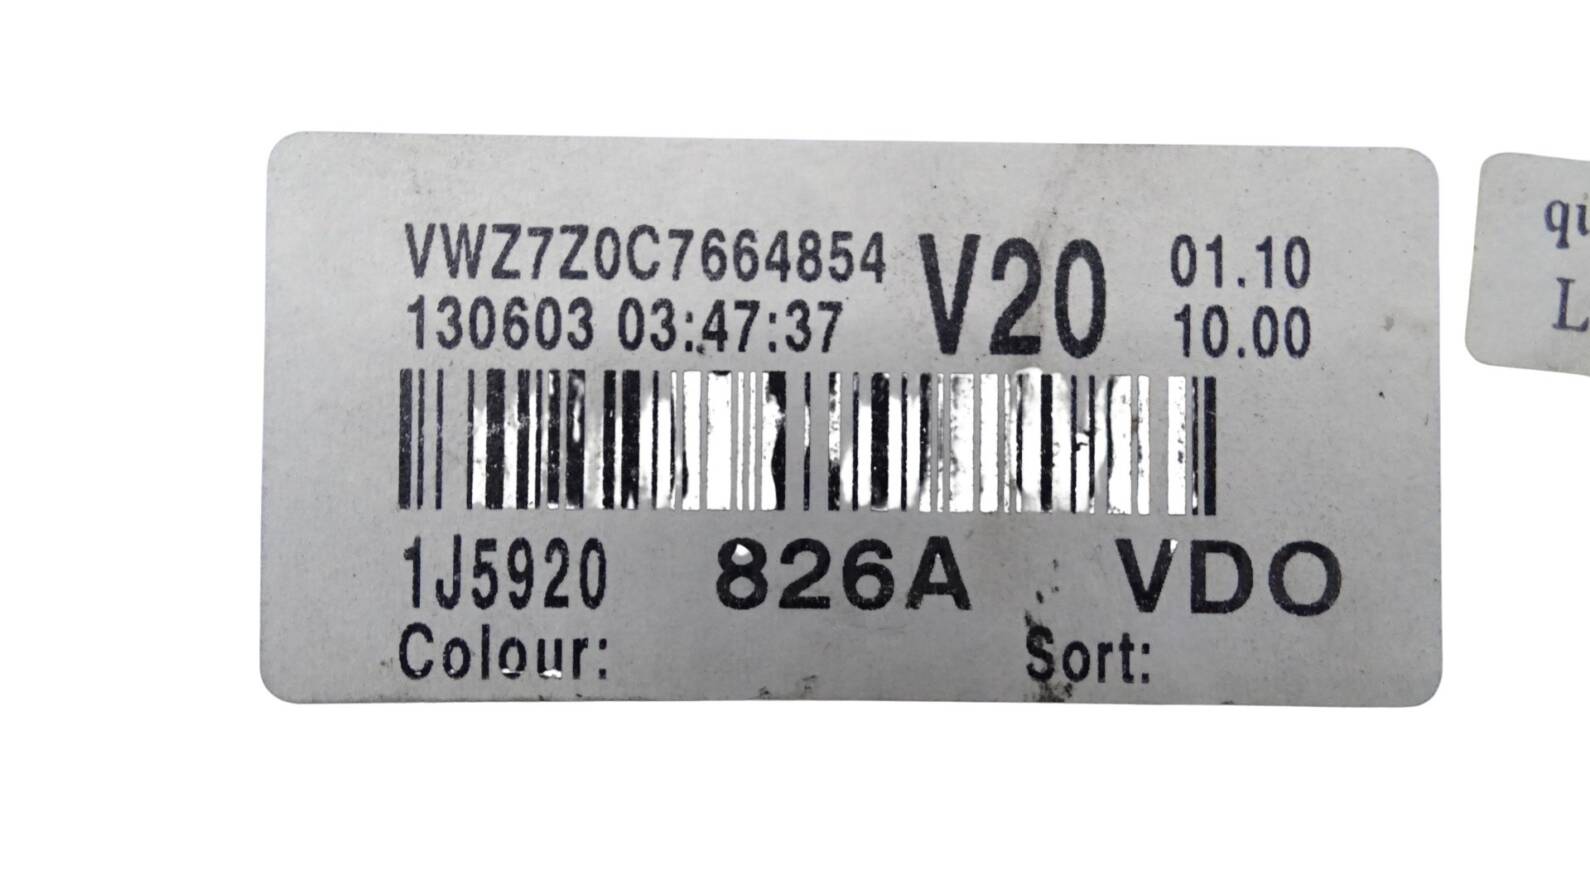 VWZ7Z0C7664854 V20 01.10
130603 03:47:37 10.00
1J5920 826A VDO
Colour: Sort: